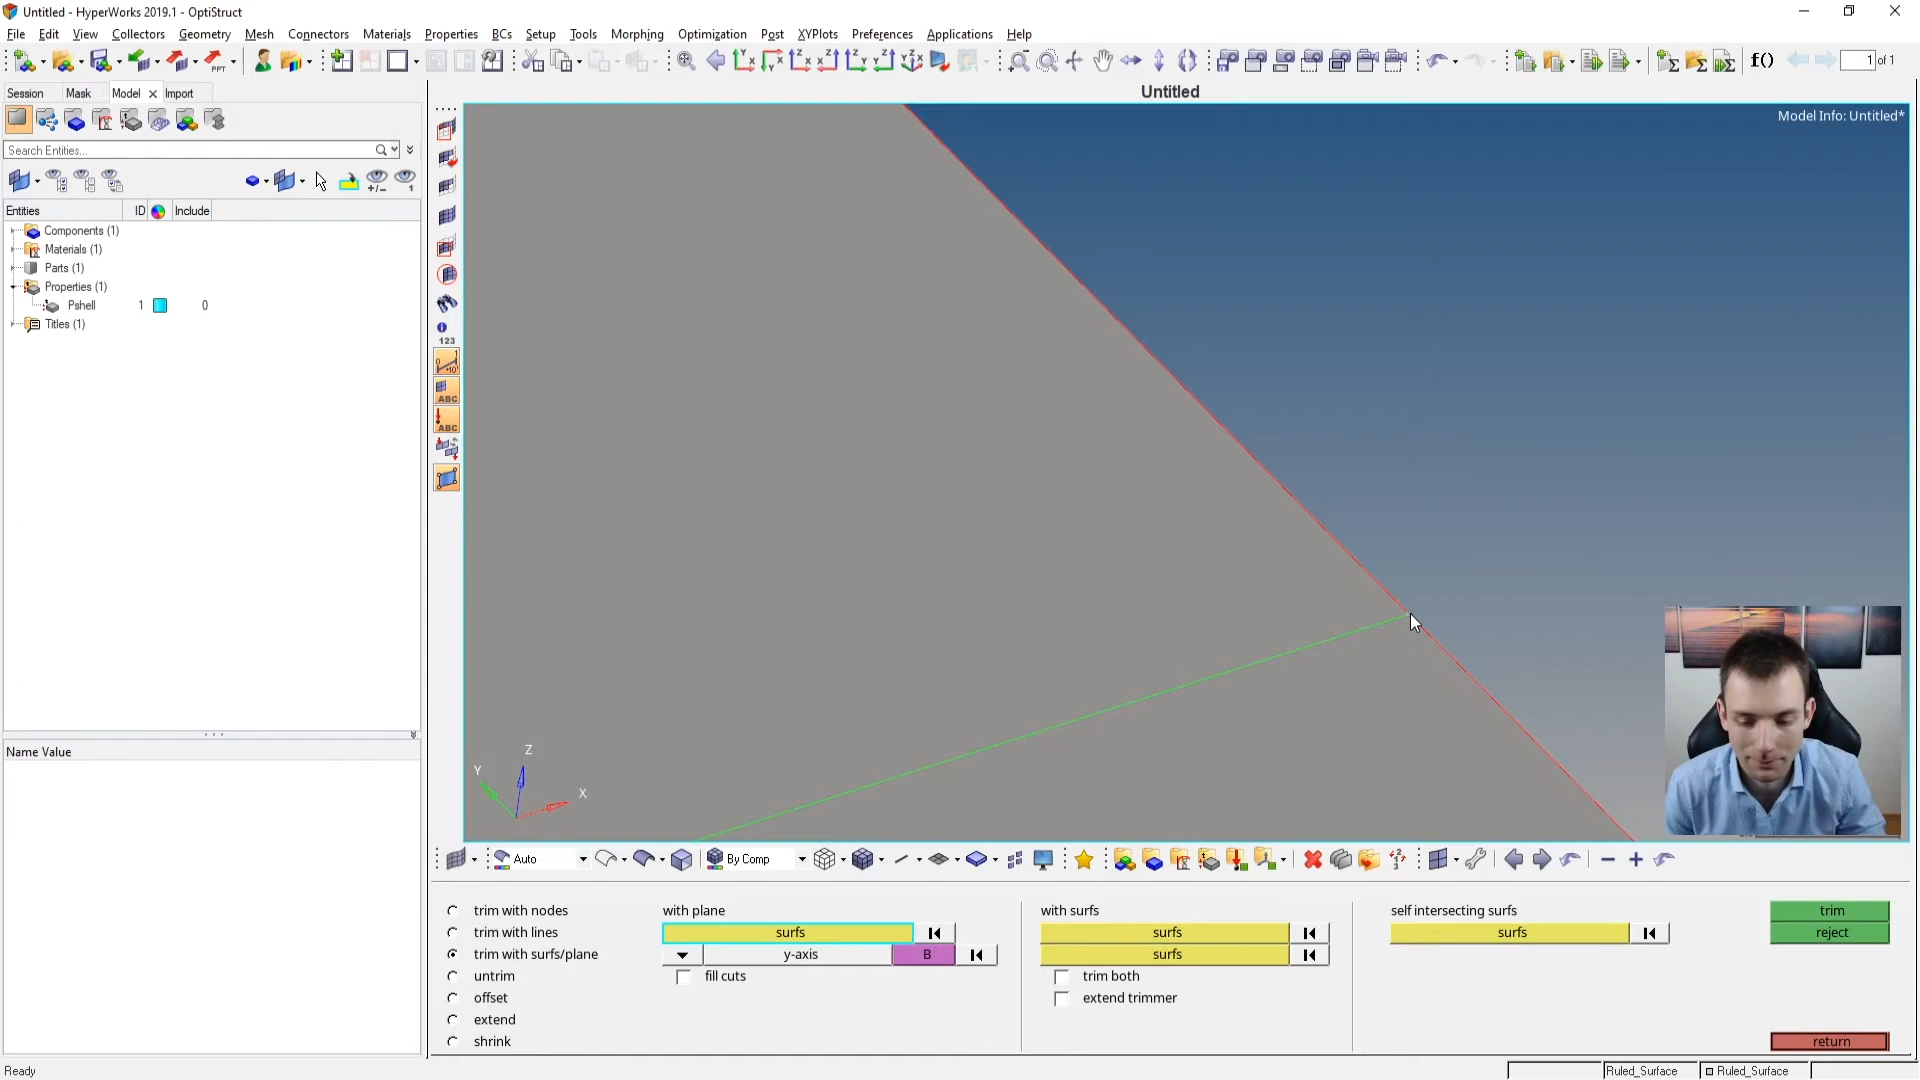 Untitled - HyperWorks 2019.1 - OptiStruct
File Edit View Collectors Geometry Mesh Connectors Materials Properties BCs Setup Tools Morphing Optimization Post XYPlots Preferences Applications Help
f() 1 of 1
Session Mask Model Import
Untitled
Model Info: Untitled*
Search Entities...
Entities ID Include
Components (1)
Materials (1)
Parts (1)
Properties (1)
Pshell 1 0
Titles (1)
123
ABC
ABC
Name Value
Z
Y
X
Auto By Comp
trim with nodes
trim with lines
trim with surfs/plane
untrim
offset
extend
shrink
with plane
surfs
y-axis B
fill cuts
with surfs
surfs
surfs
trim both
extend trimmer
self intersecting surfs
surfs
trim
reject
return
Ready
Ruled_Surface Ruled_Surface